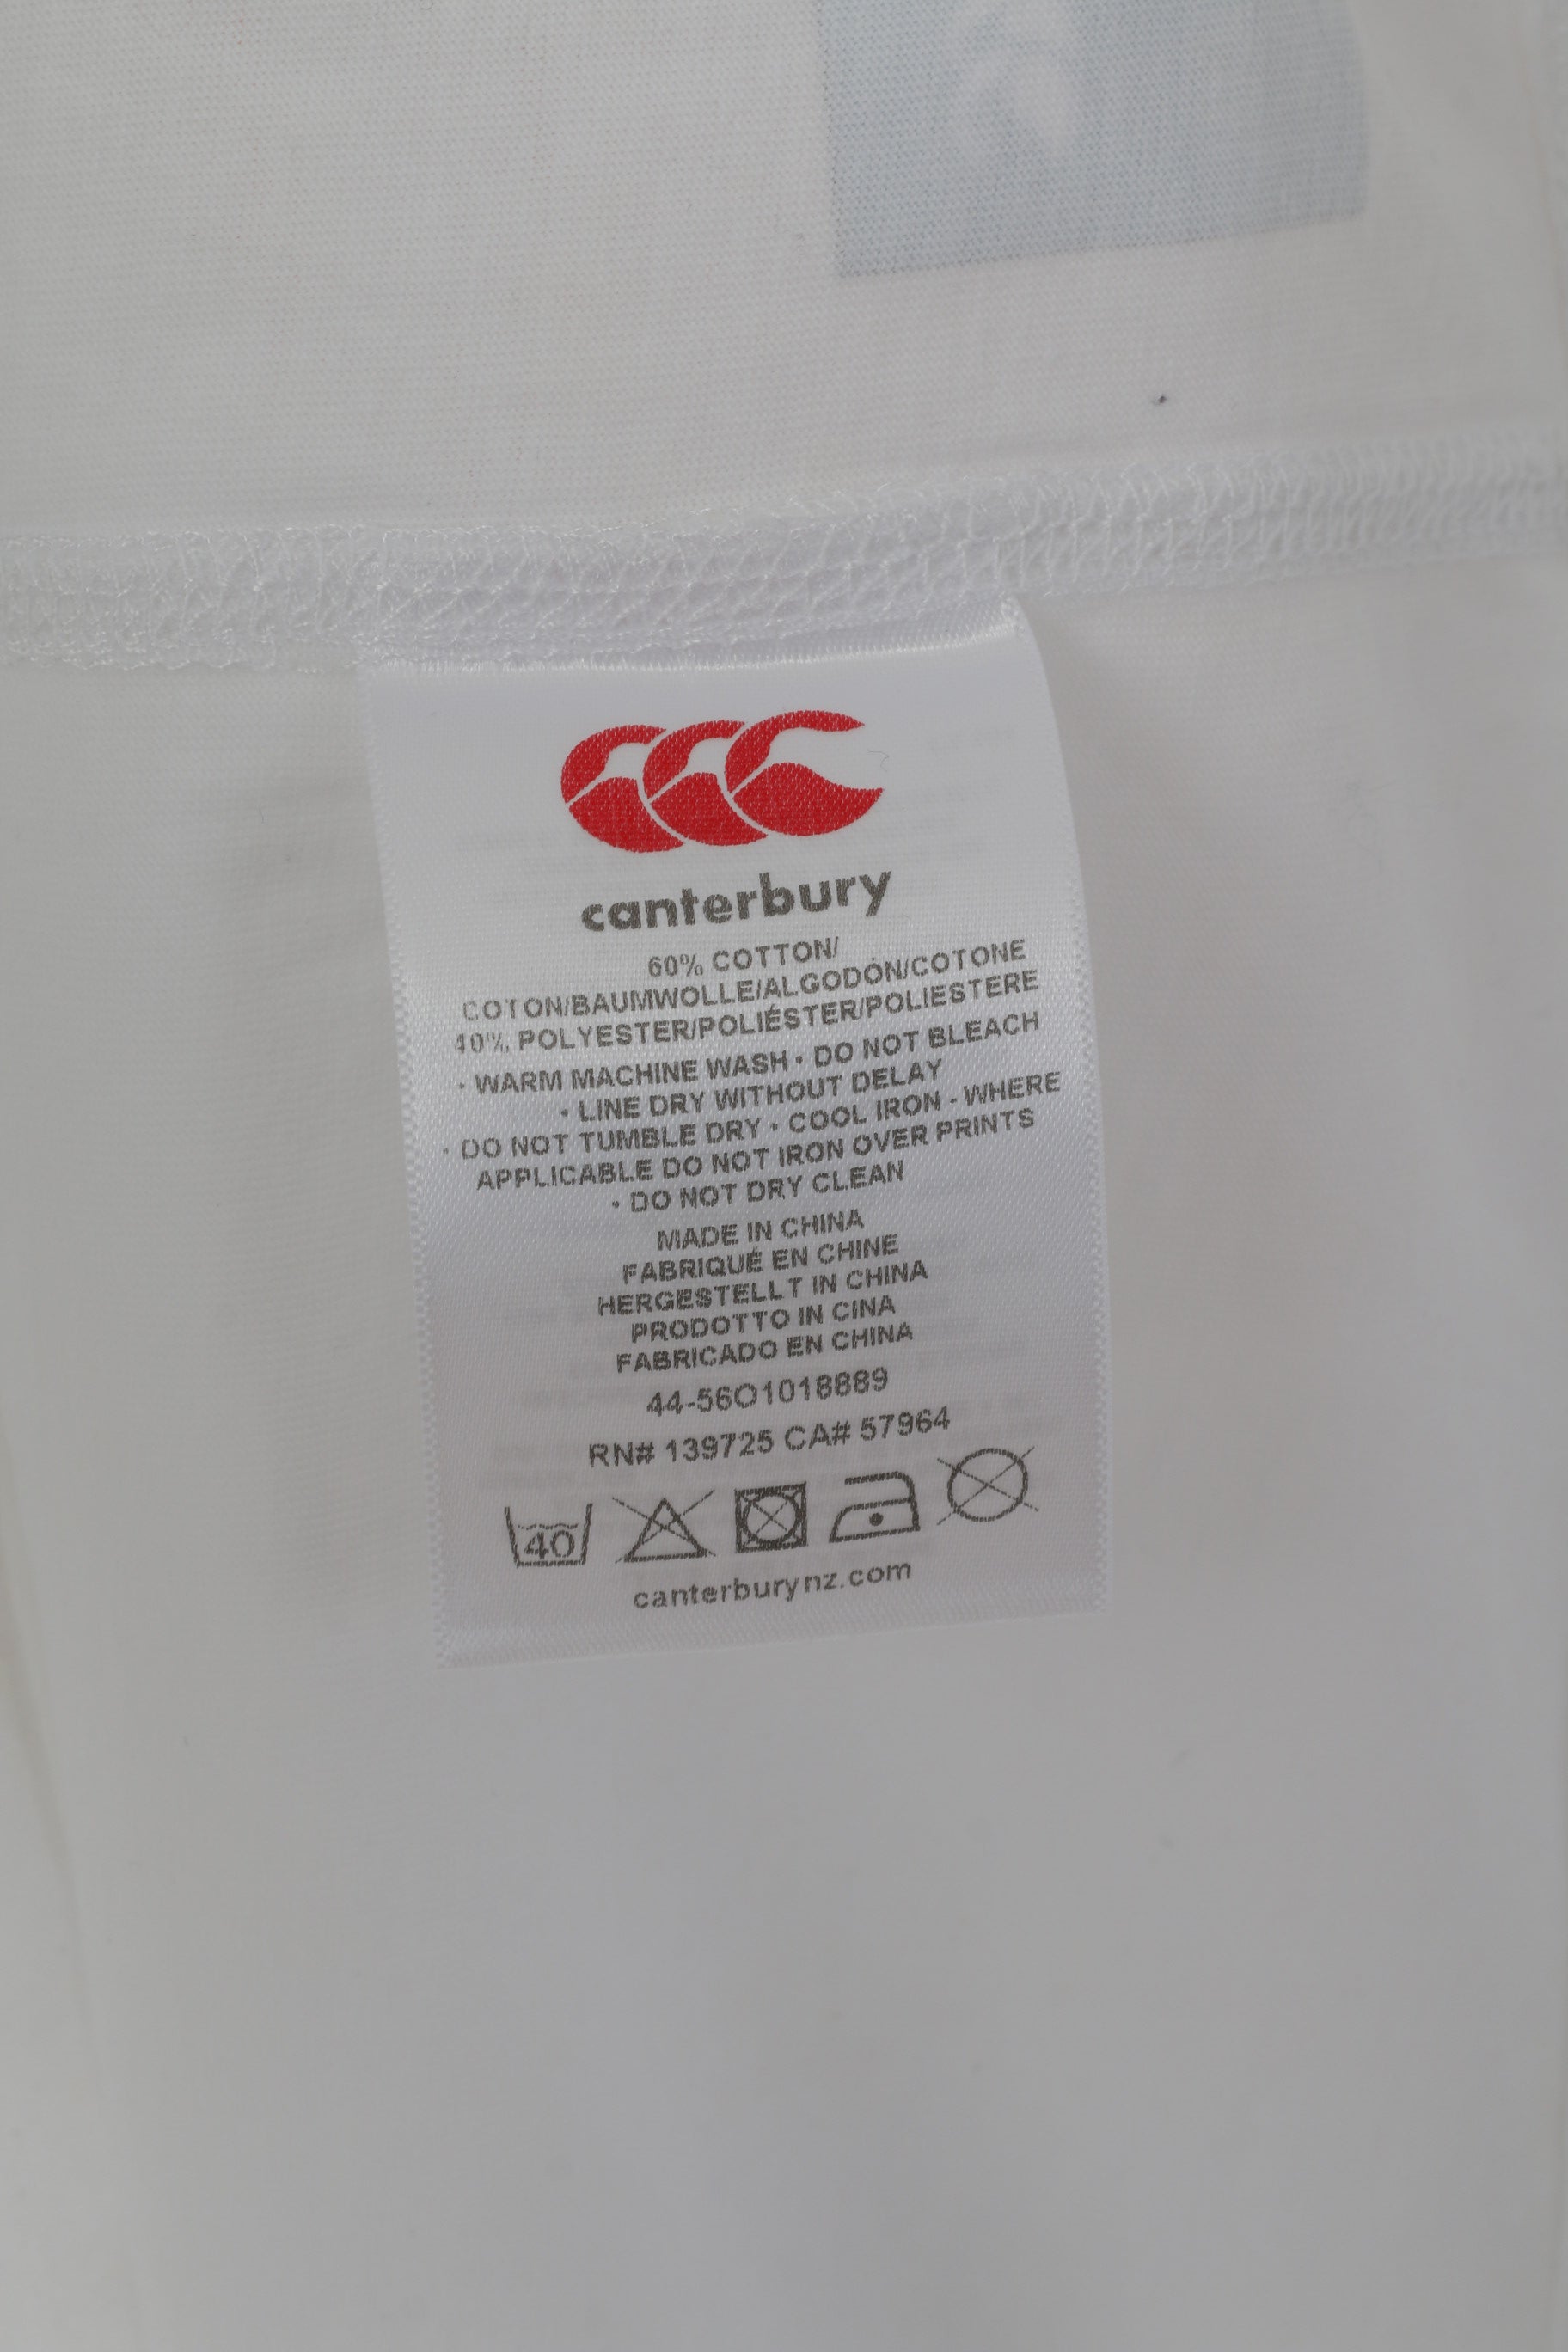 canterbury
60% COTTON/
COTON/BAUMWOLLE/ALGODÓN/COTONE
40% POLYESTER/POLIÉSTER/POLIESTERE
• WARM MACHINE WASH • DO NOT BLEACH
• LINE DRY WITHOUT DELAY
• DO NOT TUMBLE DRY • COOL IRON - WHERE
APPLICABLE DO NOT IRON OVER PRINTS
• DO NOT DRY CLEAN
MADE IN CHINA
FABRIQUÉ EN CHINE
HERGESTELLT IN CHINA
PRODOTTO IN CINA
FABRICADO EN CHINA
44-56O1018889
RN# 139725 CA# 57964
40
canterburynz.com